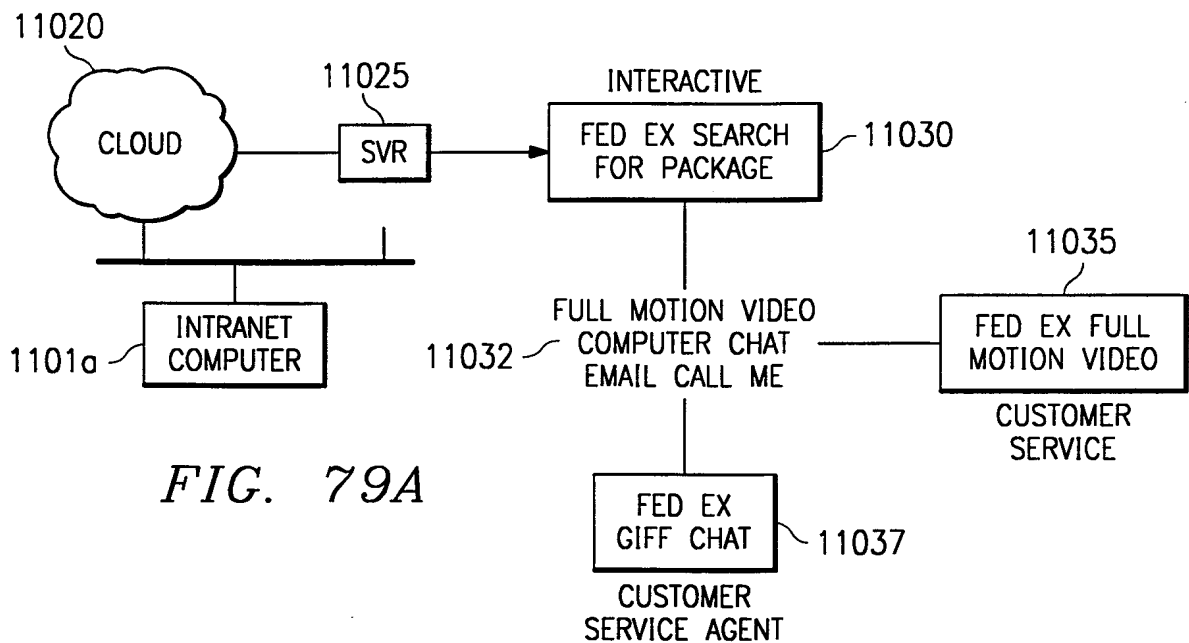 11020
11025
CLOUD
SVR
INTERACTIVE
FED EX SEARCH
FOR PACKAGE
11030
INTRANET
COMPUTER
1101a
FULL MOTION VIDEO
COMPUTER CHAT
EMAIL CALL ME
11032
11035
FED EX FULL
MOTION VIDEO
CUSTOMER
SERVICE
FIG. 79A
FED EX
GIFF CHAT
11037
CUSTOMER
SERVICE AGENT